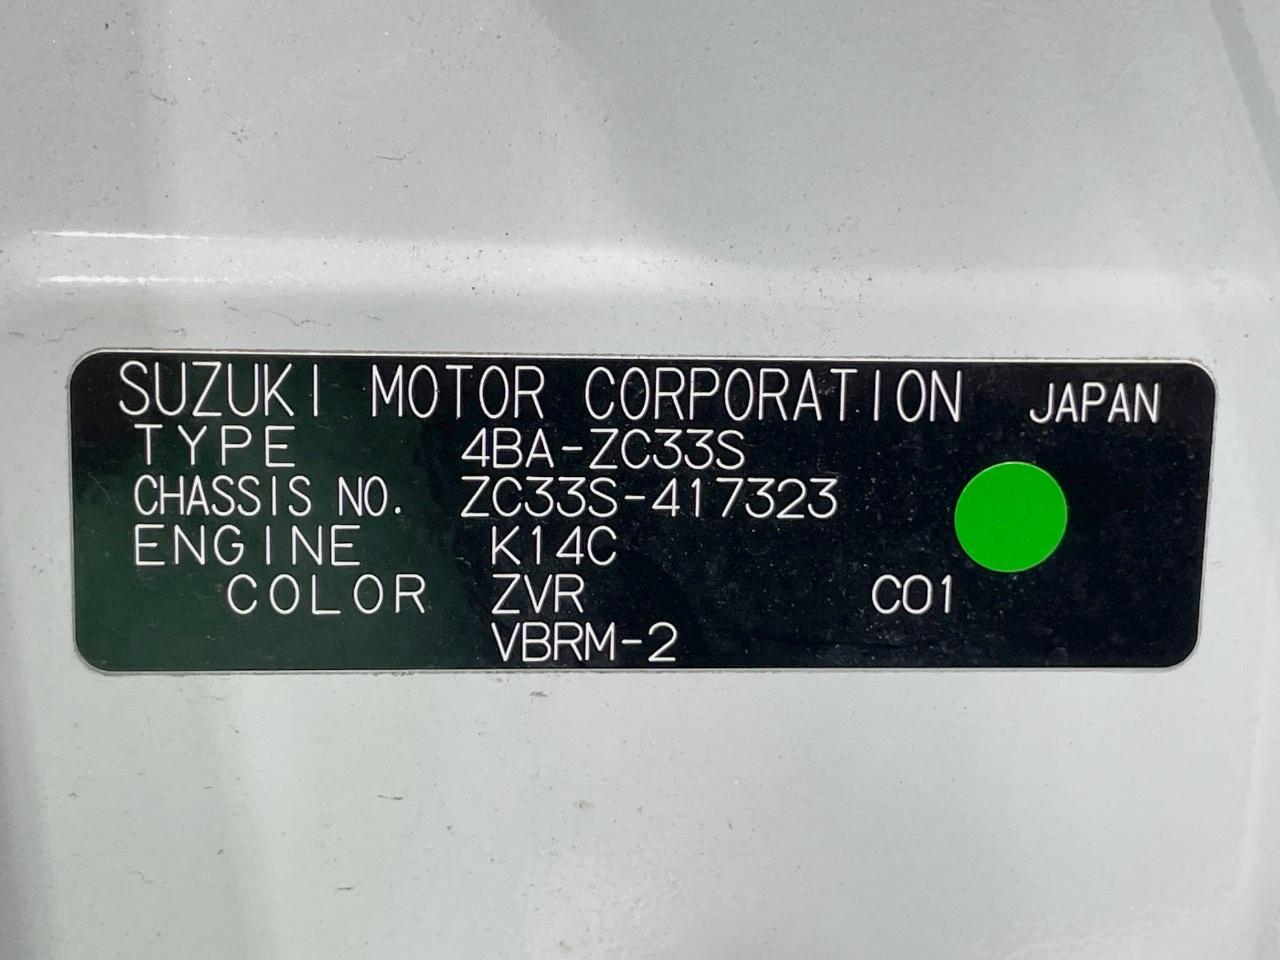 SUZUKI MOTOR CORPORATION JAPAN
TYPE 4BA-ZC33S
CHASSIS NO. ZC33S-417323
ENGINE K14C
COLOR ZVR C01
VBRM-2